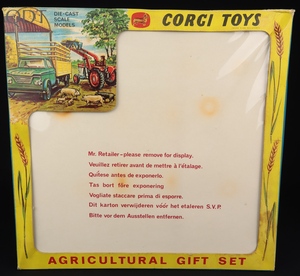 DIE-CAST
SCALE
MODELS
CORGI TOYS
Mr. Retailer-please remove for display.
Veuillez retirer avant de mettre à l'étalage.
Quitese antes de exponerlo.
Tas bort före exponering
Vogliate staccare prima di esporre.
Dit karton verwijderen vóór het etaleren S.V.P.
Bitte vor dem Ausstellen entfernen.
AGRICULTURAL GIFT SET